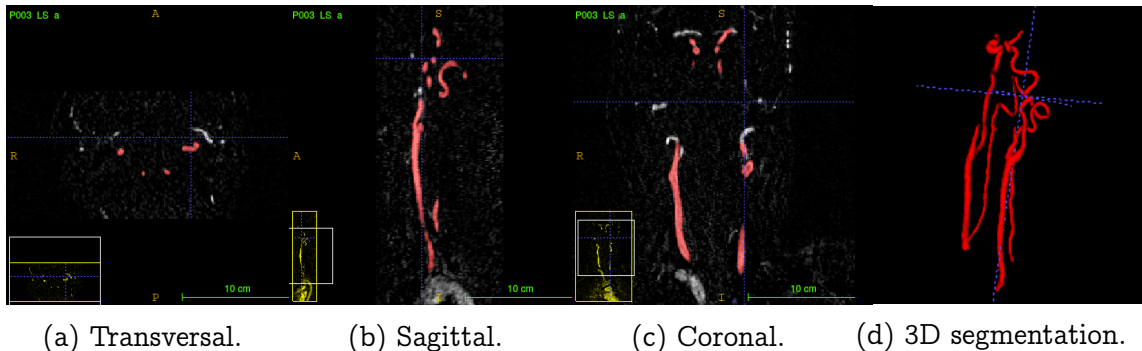 P003 LS a
A
R
P
10 cm
P003 LS a
S
A
I
10 cm
P003 LS a
S
R
I
10 cm
(a) Transversal.
(b) Sagittal.
(c) Coronal.
(d) 3D segmentation.